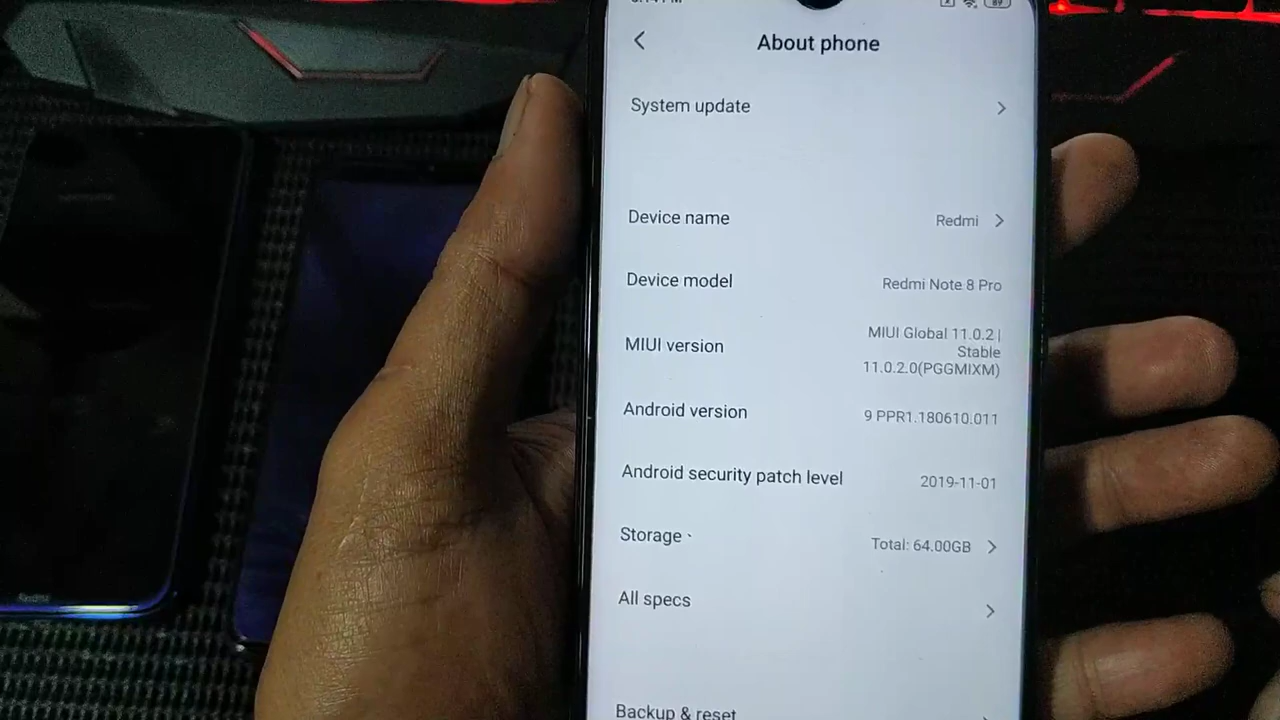 About phone
System update
Device name
Redmi
Device model
Redmi Note 8 Pro
MIUI version
MIUI Global 11.0.2 |
Stable
11.0.2.0(PGGMIXM)
Android version
9 PPR1.180610.011
Android security patch level
2019-11-01
Storage
Total: 64.00GB
All specs
Backup & reset
Redmi